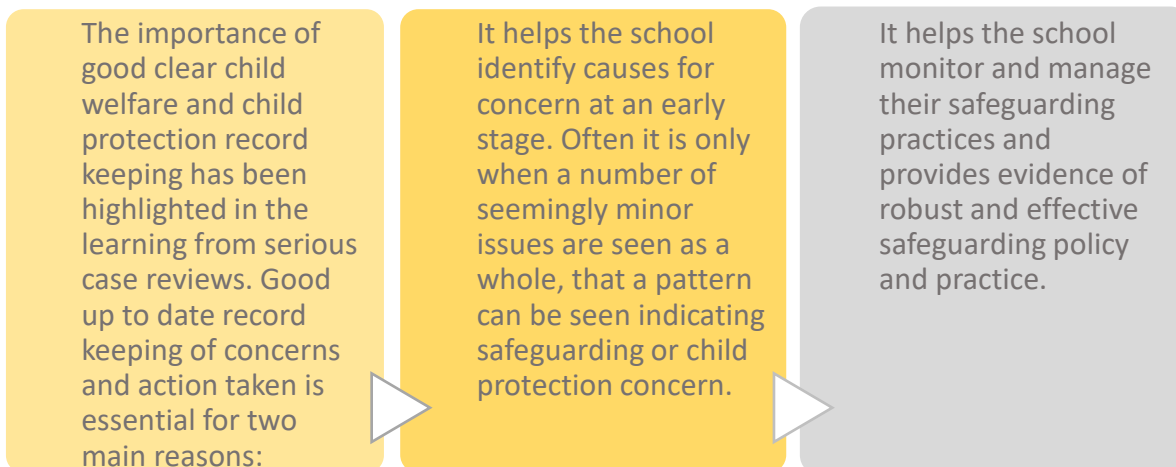 The importance of
good clear child
welfare and child
protection record
keeping has been
highlighted in the
learning from serious
case reviews. Good
up to date record
keeping of concerns
and action taken is
essential for two
main reasons:
It helps the school
identify causes for
concern at an early
stage. Often it is only
when a number of
seemingly minor
issues are seen as a
whole, that a pattern
can be seen indicating
safeguarding or child
protection concern.
It helps the school
monitor and manage
their safeguarding
practices and
provides evidence of
robust and effective
safeguarding policy
and practice.